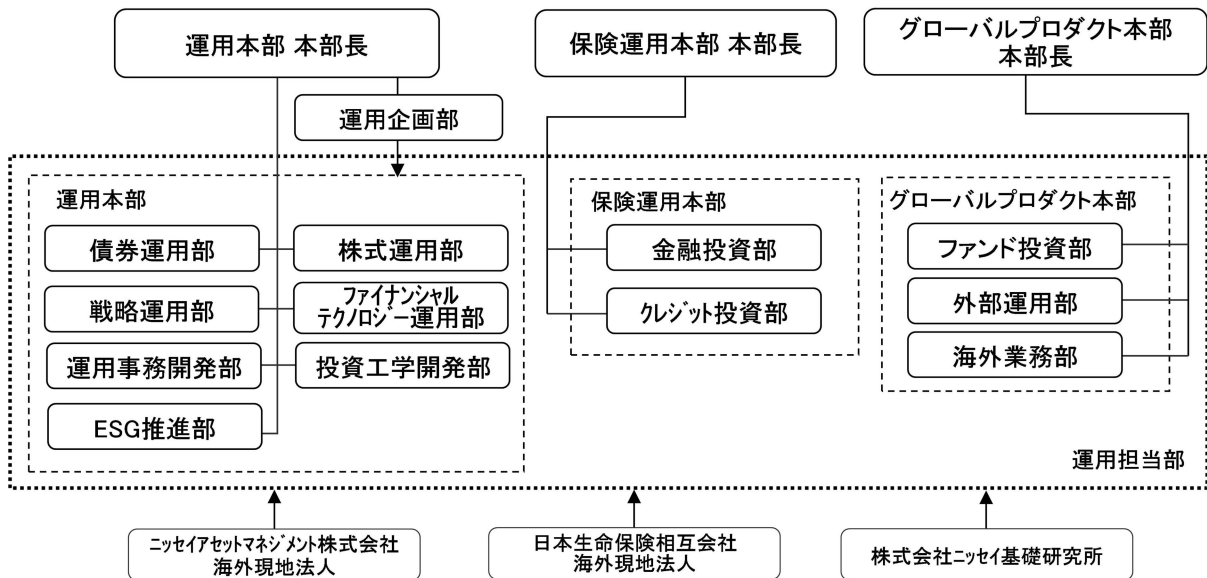 運用本部 本部長
保険運用本部 本部長
グローバルプロダクト本部
本部長
運用企画部
運用本部
債券運用部
株式運用部
戦略運用部
ファイナンシャル
テクノロジー運用部
運用事務開発部
投資工学開発部
ESG推進部
保険運用本部
金融投資部
クレジット投資部
グローバルプロダクト本部
ファンド投資部
外部運用部
海外業務部
運用担当部
ニッセイアセットマネジメント株式会社
海外現地法人
日本生命保険相互会社
海外現地法人
株式会社ニッセイ基礎研究所